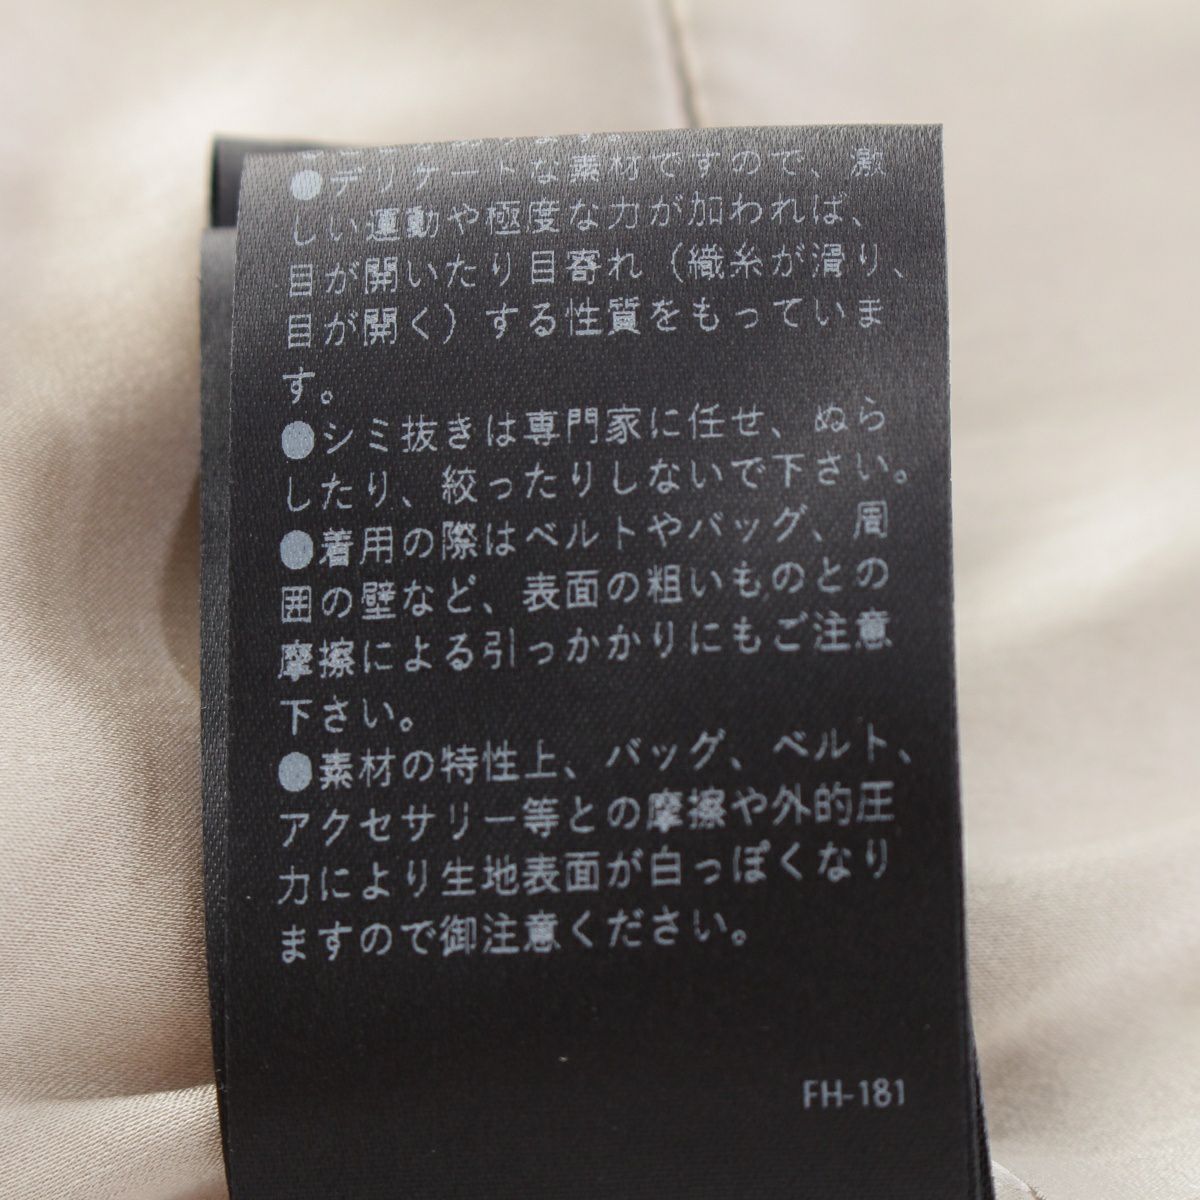 ●デリケートな素材ですので、激
しい運動や極度な力が加われば、
目が開いたり目寄れ（織糸が滑り、
目が開く）する性質をもっていま
す。
●シミ抜きは専門家に任せ、ぬら
したり、絞ったりしないで下さい。
●着用の際はベルトやバッグ、周
囲の壁など、表面の粗いものとの
摩擦による引っかかりにもご注意
下さい。
●素材の特性上、バッグ、ベルト、
アクセサリー等との摩擦や外的圧
力により生地表面が白っぽくなり
ますので御注意ください。
FH-181